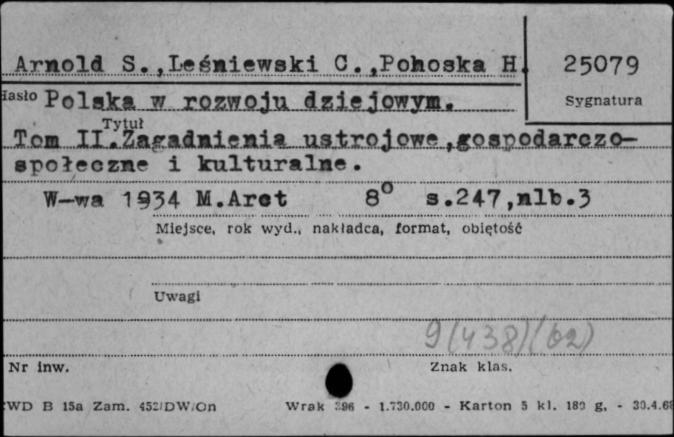 Arnold S.,Leśniewski C.,Pohoska H.
25079
Hasło
Sygnatura
Polska w rozwoju dziejowym.
Tytuł
Tom II.Zagadnienia ustrojowe,gospodarczo-
społeczne i kulturalne.
W-wa 1934 M.Arct 8° s.247,nlb.3
Miejsce, rok wyd., nakładca, format, objętość
Uwagi
9(438)(02)
Nr inw.
Znak klas.
WD B 15a Zam. 452/DW/On
Wrak 396 - 1.730.000 - Karton 5 kl. 180 g, - 30.4.68